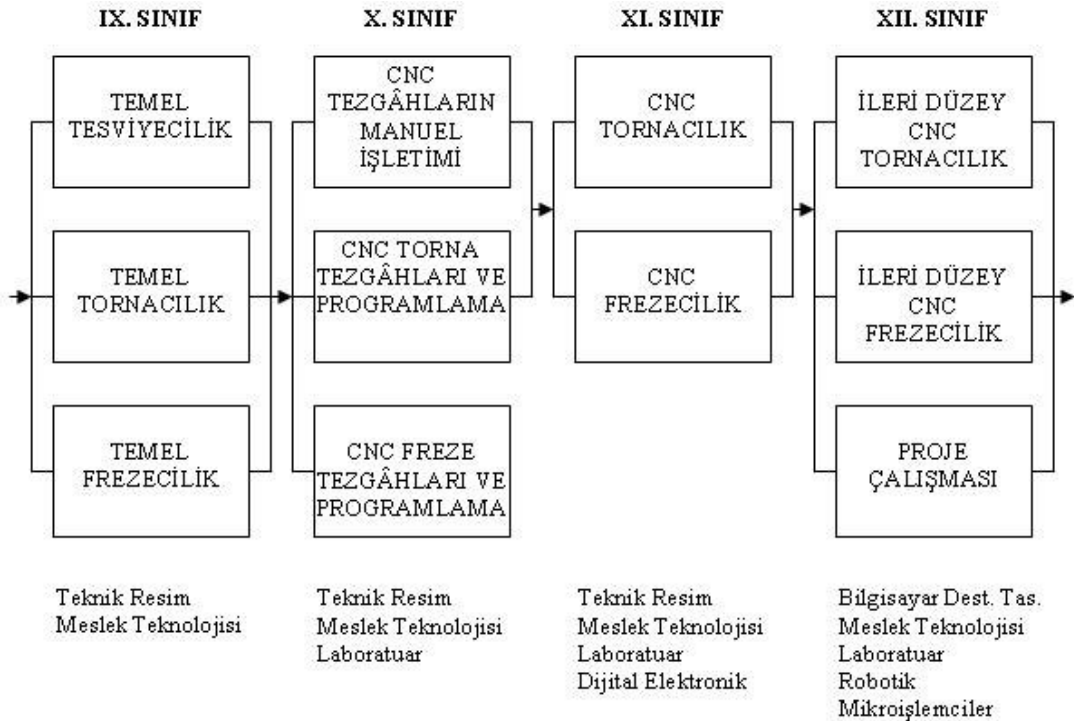 IX. SINIF
TEMEL
TESVİYECİLİK
TEMEL
TORNACILIK
TEMEL
FREZECİLİK
Teknik Resim
Meslek Teknolojisi
X. SINIF
CNC
TEZGÂHLARIN
MANUEL
İŞLETİMİ
CNC TORNA
TEZGÂHLARI VE
PROGRAMLAMA
CNC FREZE
TEZGÂHLARI VE
PROGRAMLAMA
Teknik Resim
Meslek Teknolojisi
Laboratuar
XI. SINIF
CNC
TORNACILIK
CNC
FREZECİLİK
Teknik Resim
Meslek Teknolojisi
Laboratuar
Dijital Elektronik
XII. SINIF
İLERİ DÜZEY
CNC
TORNACILIK
İLERİ DÜZEY
CNC
FREZECİLİK
PROJE
ÇALIŞMASI
Bilgisayar Dest. Tas.
Meslek Teknolojisi
Laboratuar
Robotik
Mikroişlemciler